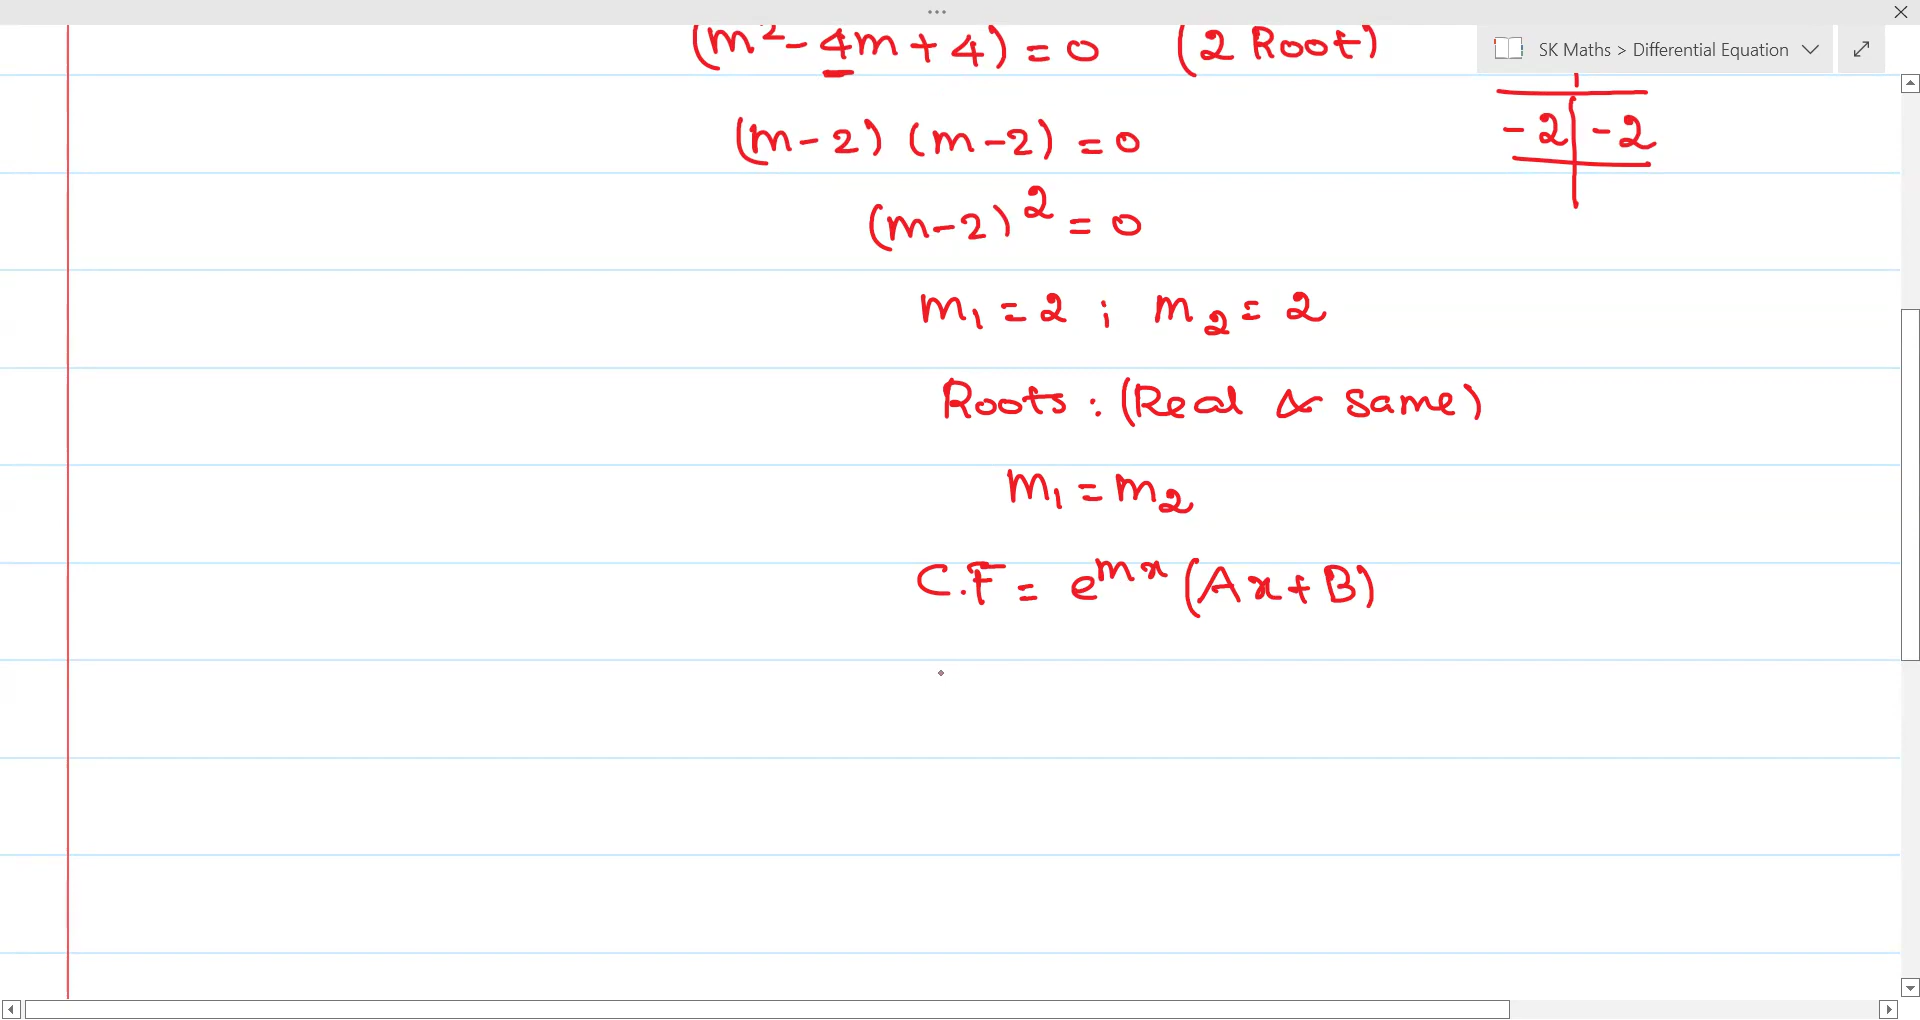 (m² - 4m + 4) = 0 (2 Root)
SK Maths > Differential Equation
-2 | -2
(m - 2) (m - 2) = 0
(m - 2)² = 0
m₁ = 2 ; m₂ = 2
Roots : (Real & Same)
m₁ = m₂
C.F = e^{mx} (Ax + B)